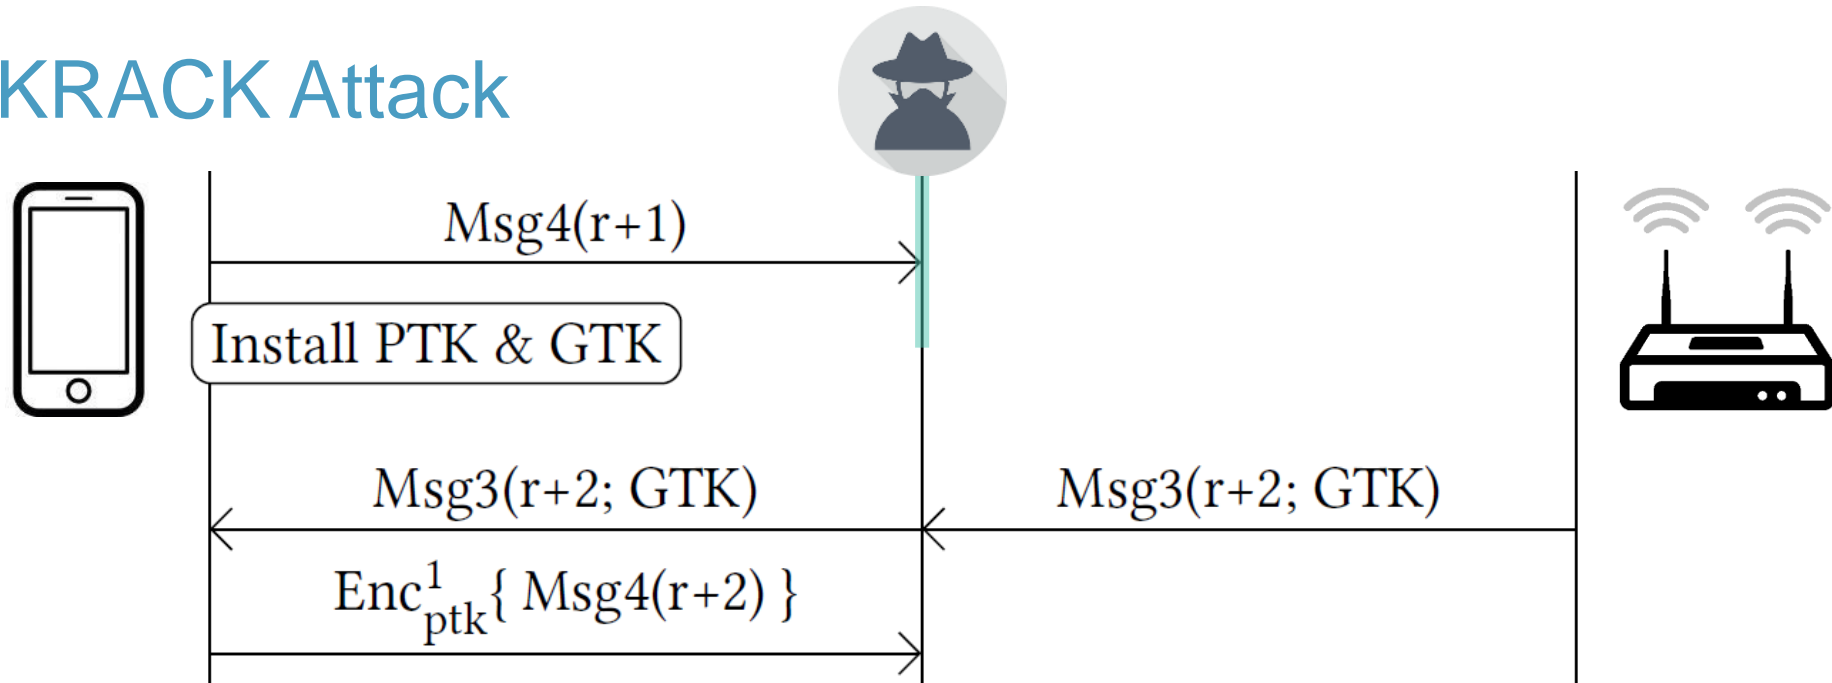 KRACK Attack
Msg4(r+1)
Install PTK & GTK
Msg3(r+2; GTK)
Msg3(r+2; GTK)
Enc¹ₚₜₖ{ Msg4(r+2) }